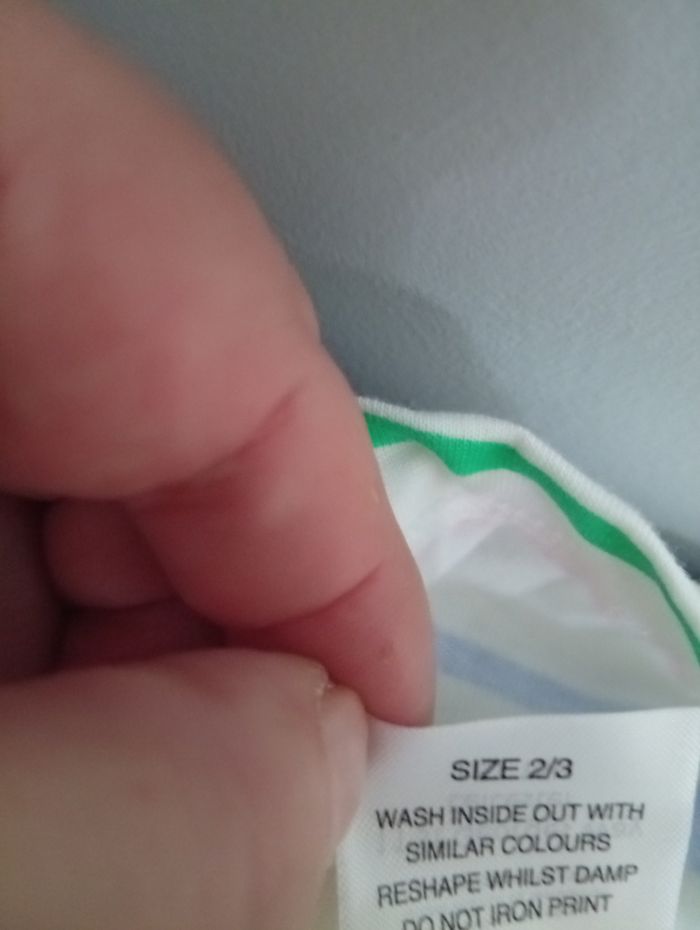 SIZE 2/3
WASH INSIDE OUT WITH
SIMILAR COLOURS
RESHAPE WHILST DAMP
DO NOT IRON PRINT